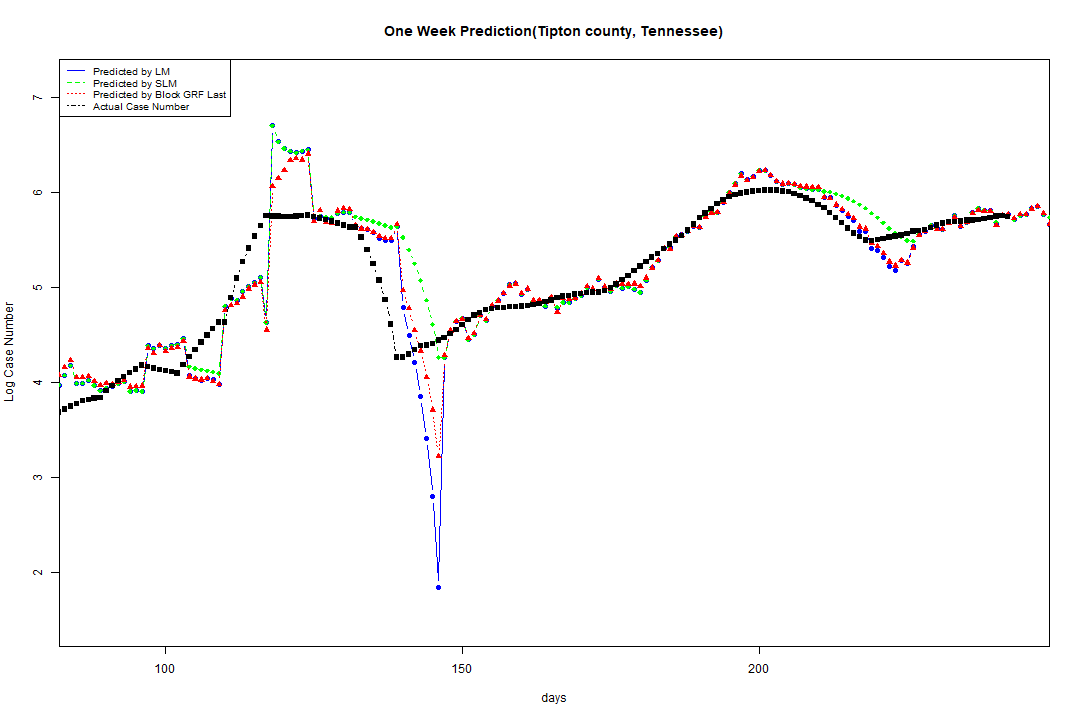 One Week Prediction(Tipton county, Tennessee)
Predicted by LM
Predicted by SLM
Predicted by Block GRF Last
Actual Case Number
Log Case Number
7
6
5
4
3
2
100 150 200
days